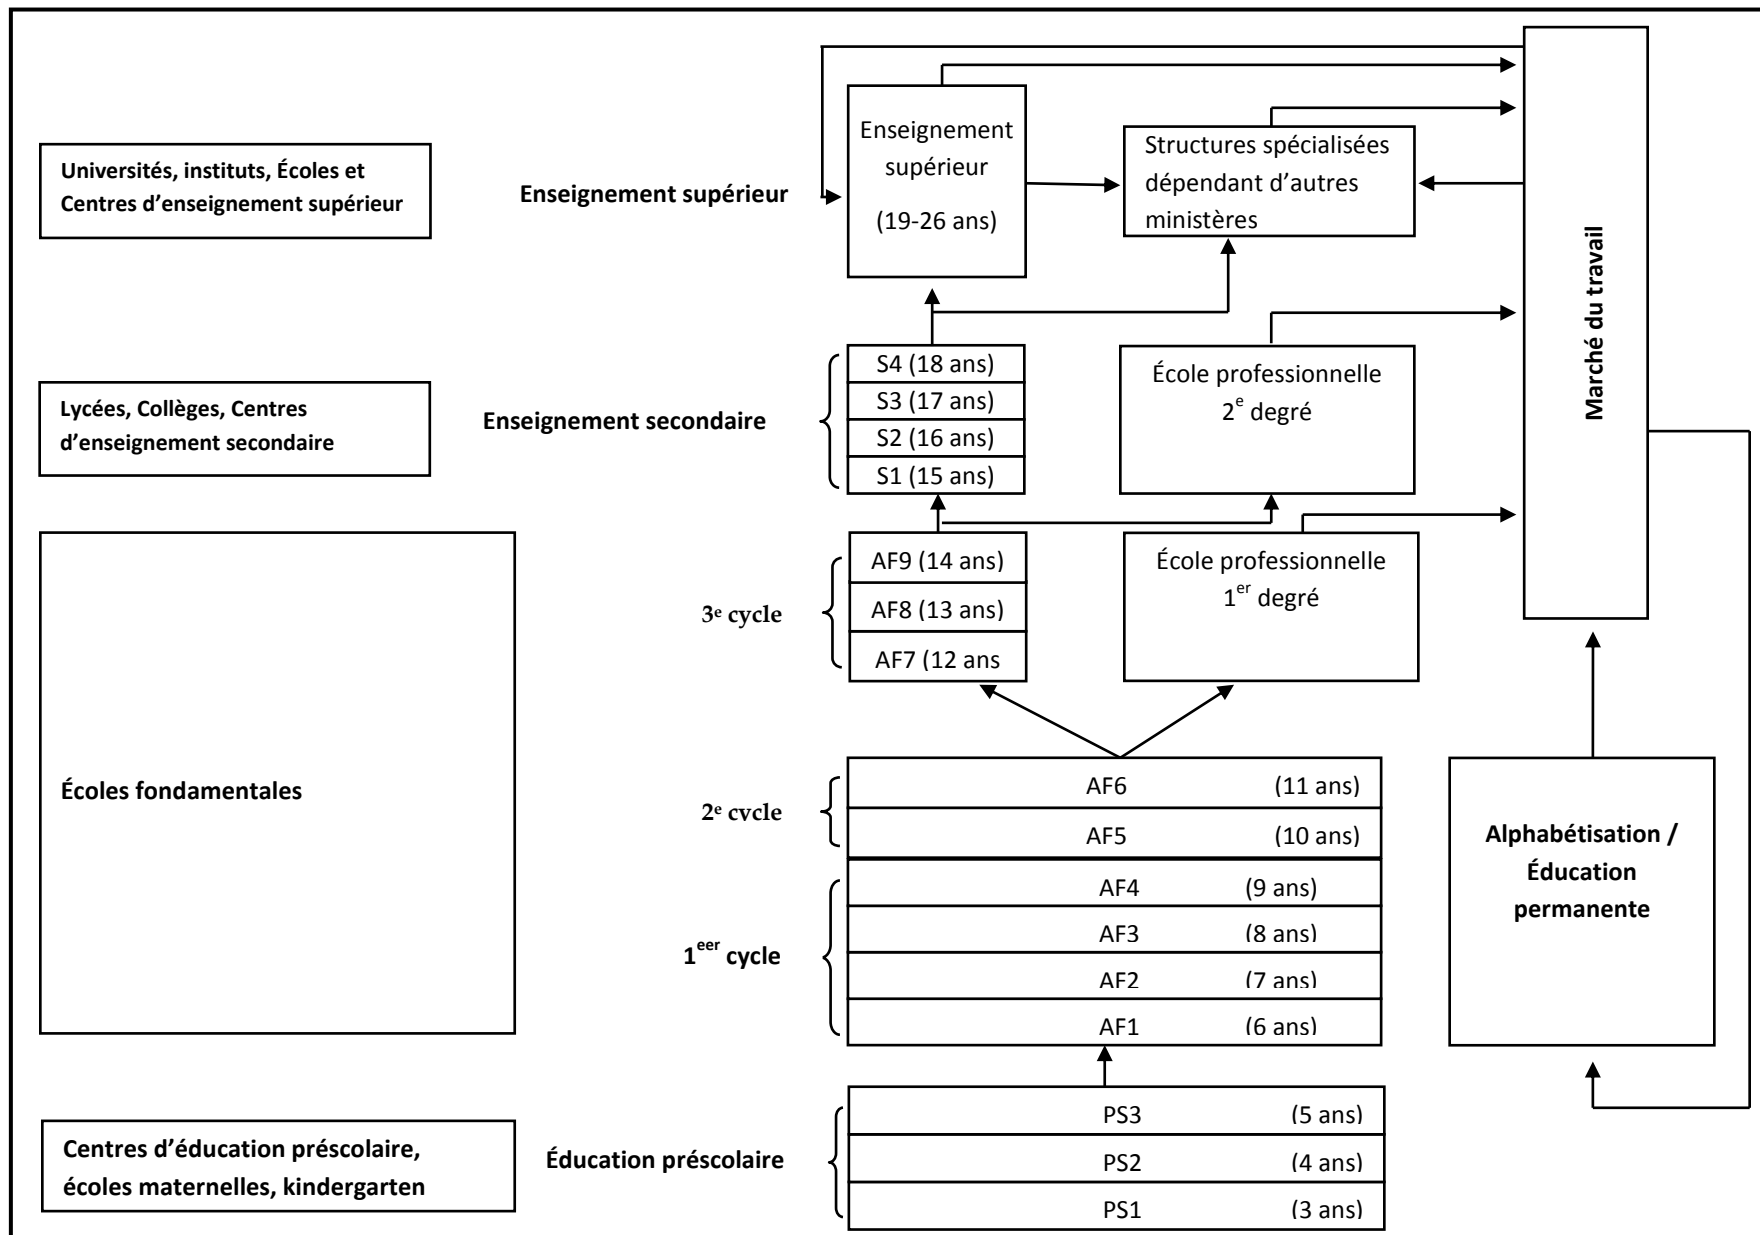 Enseignement
supérieur
(19-26 ans)
Structures spécialisées
dépendant d’autres
ministères
Universités, instituts, Écoles et
Centres d’enseignement supérieur
Enseignement supérieur
Marché du travail
S4 (18 ans)
S3 (17 ans)
S2 (16 ans)
S1 (15 ans)
École professionnelle
2e degré
Lycées, Collèges, Centres
d’enseignement secondaire
Enseignement secondaire
AF9 (14 ans)
AF8 (13 ans)
AF7 (12 ans
École professionnelle
1er degré
3e cycle
Écoles fondamentales
2e cycle
AF6 (11 ans)
AF5 (10 ans)
AF4 (9 ans)
AF3 (8 ans)
AF2 (7 ans)
AF1 (6 ans)
1eer cycle
Alphabétisation /
Éducation
permanente
PS3 (5 ans)
PS2 (4 ans)
PS1 (3 ans)
Centres d’éducation préscolaire,
écoles maternelles, kindergarten
Éducation préscolaire